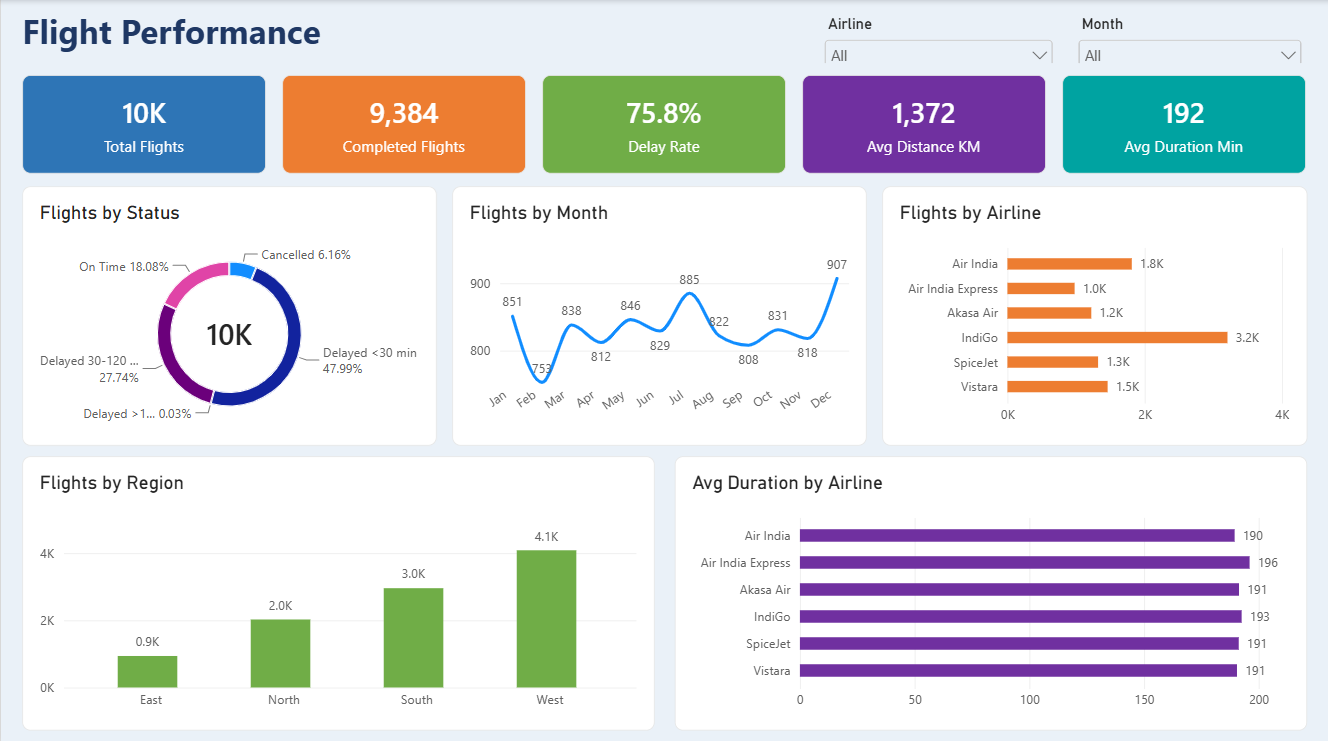 Flight Performance
Airline
Month
All
All
10K
Total Flights
9,384
Completed Flights
75.8%
Delay Rate
1,372
Avg Distance KM
192
Avg Duration Min
Flights by Status
Cancelled 6.16%
On Time 18.08%
10K
Delayed <30 min
47.99%
Delayed 30-120 ...
27.74%
Delayed >1... 0.03%
Flights by Month
900
800
851
753
838
812
846
829
885
822
808
831
818
907
Jan
Feb
Mar
Apr
May
Jun
Jul
Aug
Sep
Oct
Nov
Dec
Flights by Airline
Air India 1.8K
Air India Express 1.0K
Akasa Air 1.2K
IndiGo 3.2K
SpiceJet 1.3K
Vistara 1.5K
0K 2K 4K
Flights by Region
4K
2K
0K
0.9K
2.0K
3.0K
4.1K
East North South West
Avg Duration by Airline
Air India 190
Air India Express 196
Akasa Air 191
IndiGo 193
SpiceJet 191
Vistara 191
0 50 100 150 200